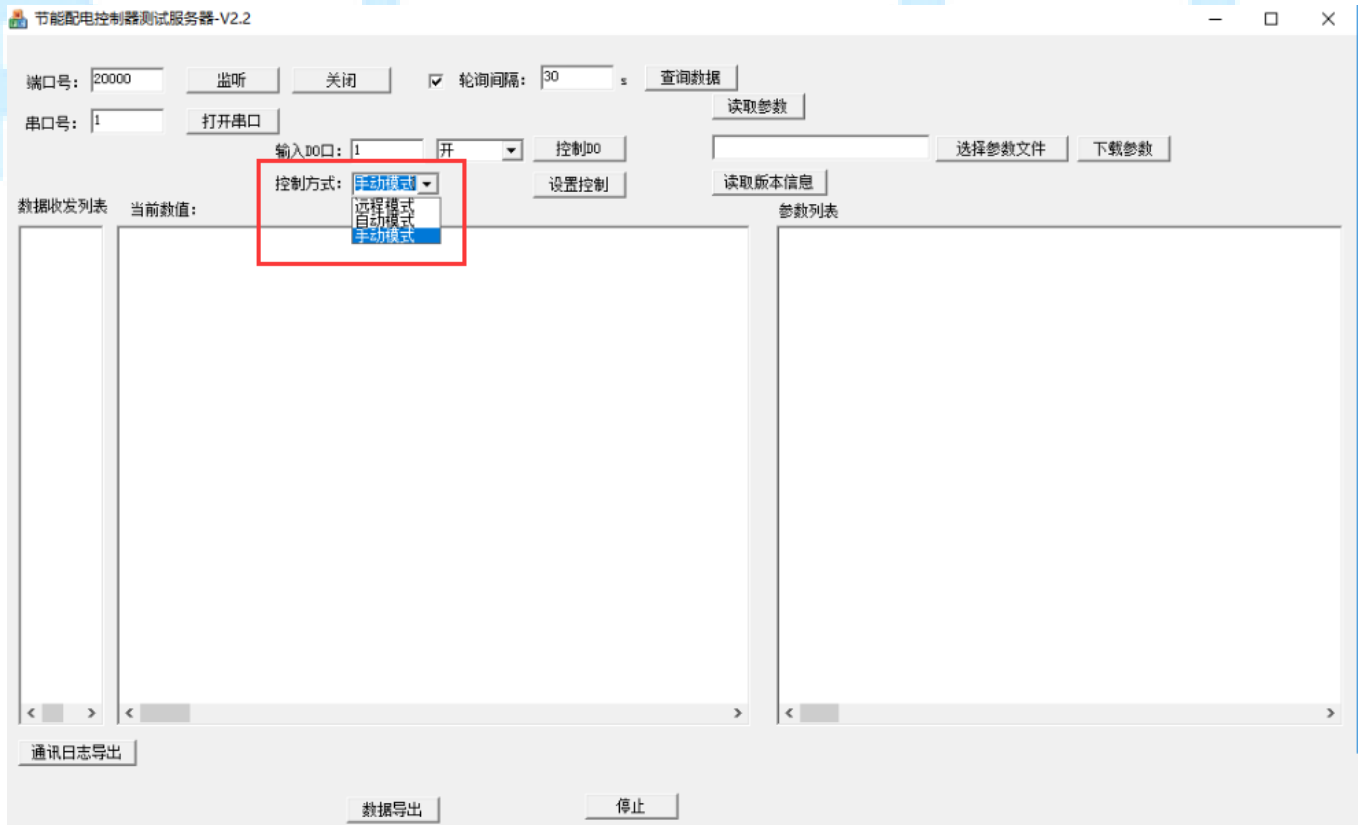 节能配电控制器测试服务器-V2.2
端口号: 20000 监听 关闭 轮询间隔: 30 s 查询数据
读取参数
串口号: 1 打开串口
输入DO口: 1 开 控制DO 选择参数文件 下载参数
控制方式: 手动模式 设置控制 读取版本信息
远程模式
自动模式
手动模式
数据收发列表 当前数值: 参数列表
通讯日志导出
数据导出 停止